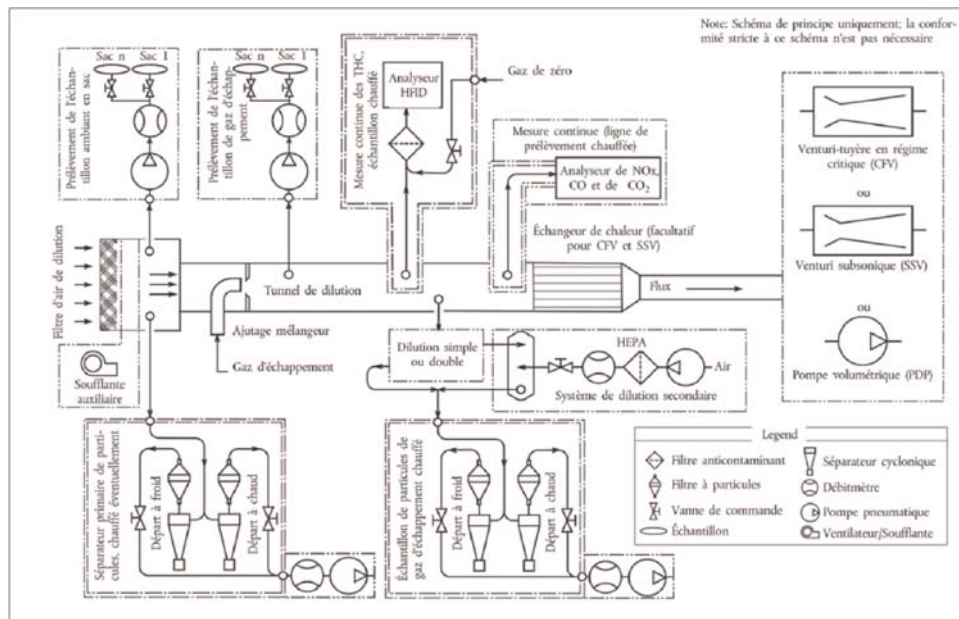 Note: Schéma de principe uniquement; la confor-
mité stricte à ce schéma n'est pas nécessaire
Sac n Sac 1
Prélèvement de l'échan-
tillon ambiant en sac
Sac n Sac 1
Prélèvement de l'échan-
tillon de gaz d'échap-
pement
Mesure continue des THC,
échantillon chauffé
Analyseur
HFID
Gaz de zéro
Mesure continue (ligne de
prélèvement chauffée)
Analyseur de NOx,
CO et de CO2
Échangeur de chaleur (facultatif
pour CFV et SSV)
Venturi-tuyère en régime
critique (CFV)
ou
Venturi subsonique (SSV)
ou
Pompe volumétrique (PDP)
Filtre d'air de dilution
Tunnel de dilution
Flux
Ajutage mélangeur
Gaz d'échappement
Soufflante
auxiliaire
Dilution simple
ou double
HEPA
Air
Système de dilution secondaire
Séparateur primaire de parti-
cules, chauffé éventuellement
Départ à froid
Départ à chaud
Échantillon de particules de
gaz d'échappement chauffé
Départ à froid
Départ à chaud
Legend
Filtre anticontaminant
Filtre à particules
Vanne de commande
Échantillon
Séparateur cyclonique
Débitmètre
Pompe pneumatique
Ventilateur/Soufflante